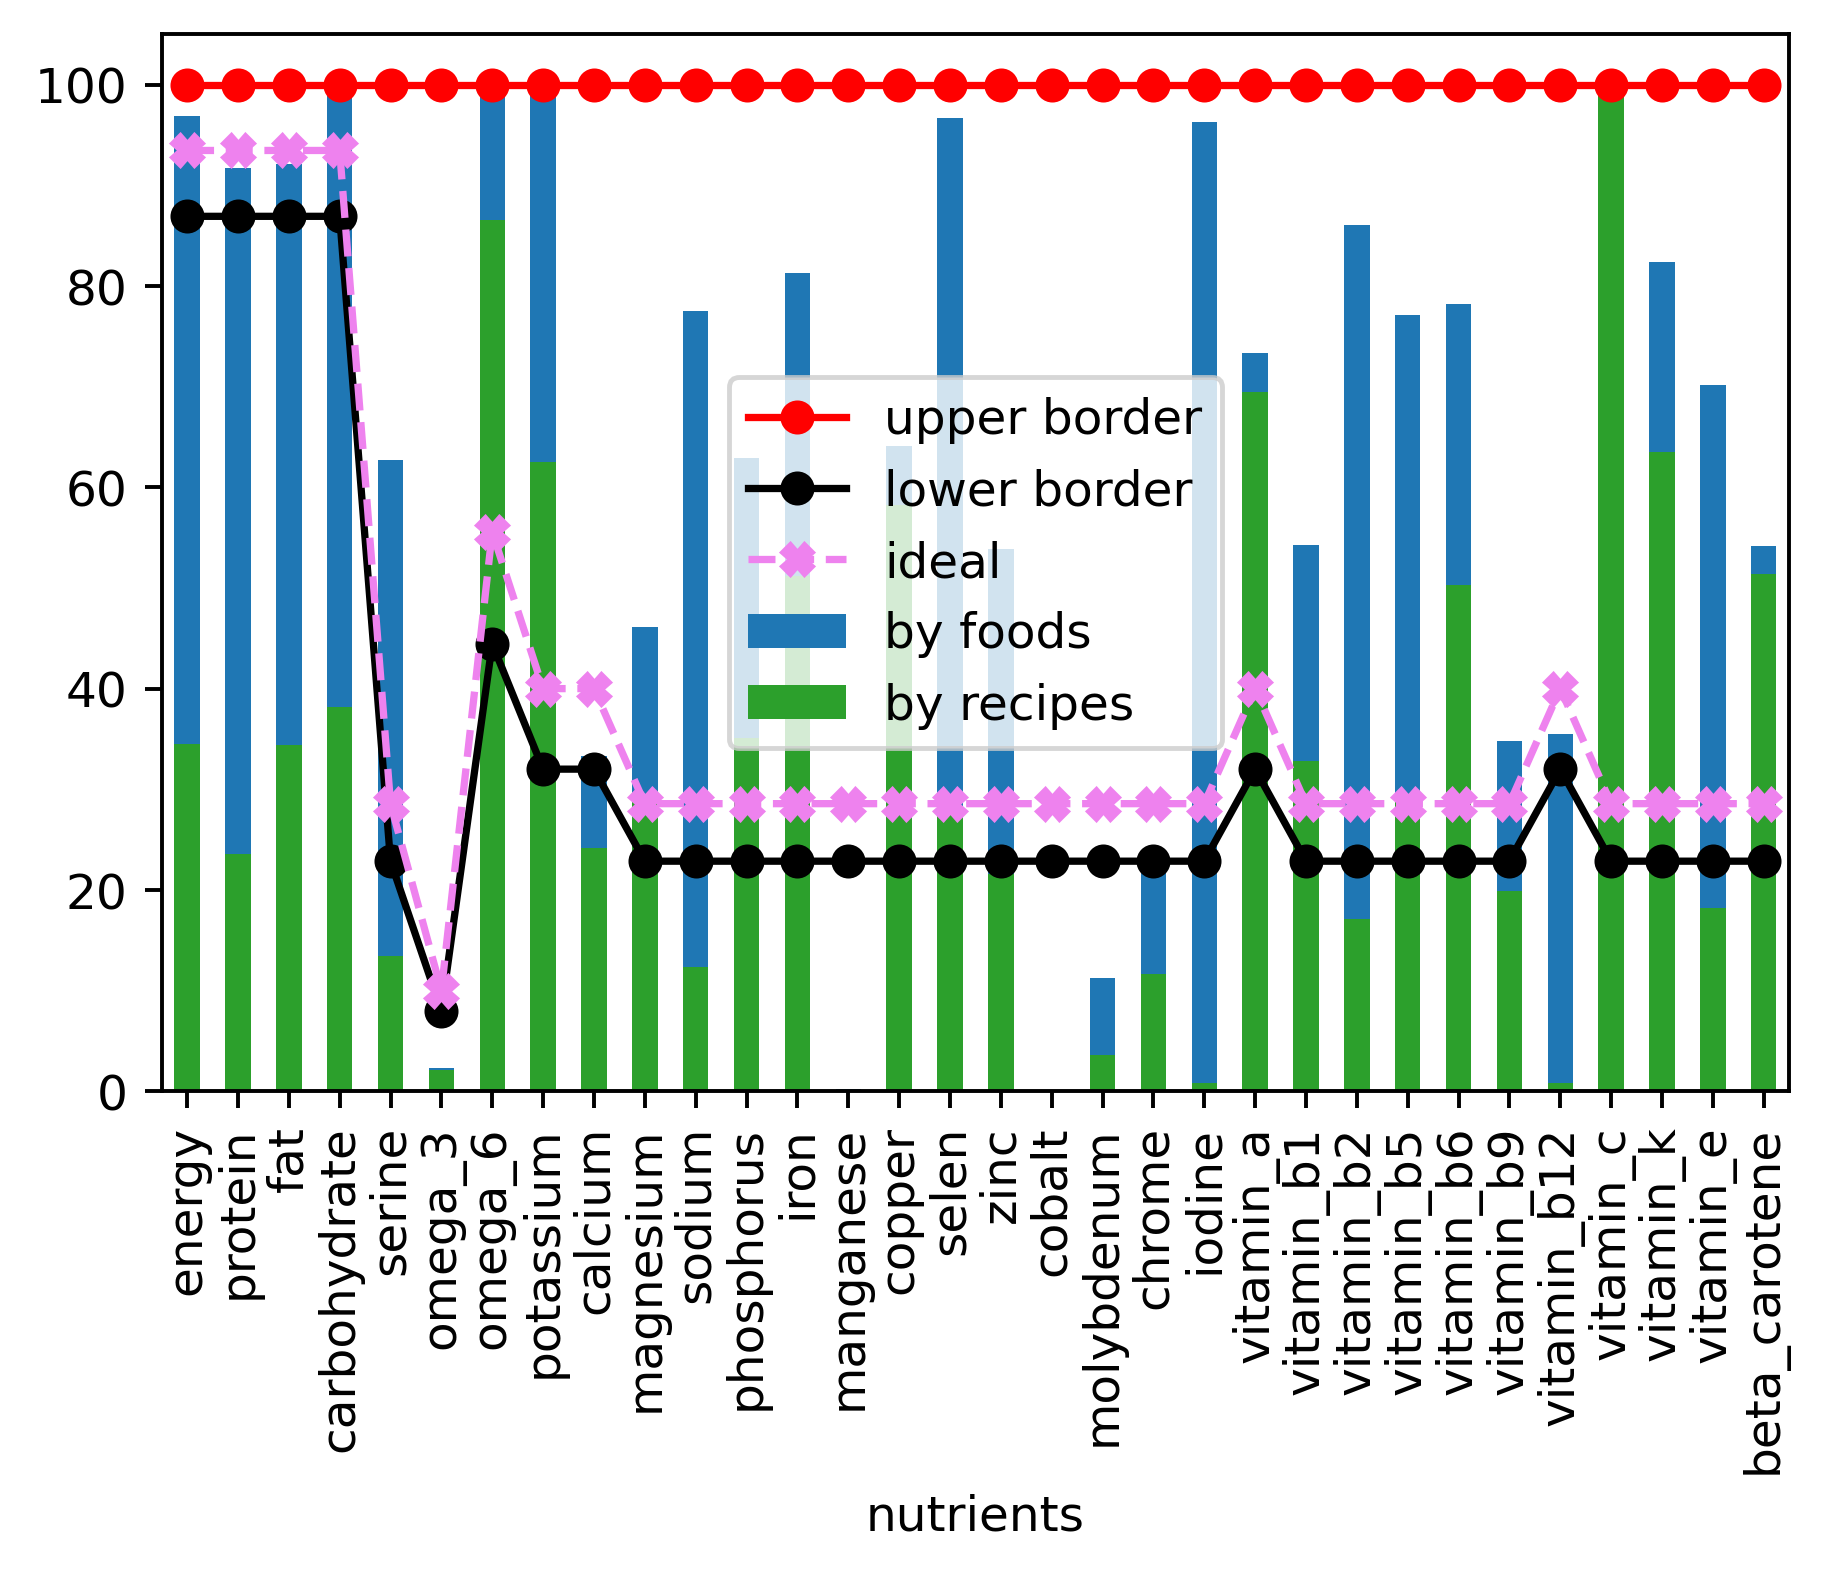 100
80
60
40
20
0
upper border
lower border
ideal
by foods
by recipes
energy
protein
fat
carbohydrate
serine
omega_3
omega_6
potassium
calcium
magnesium
sodium
phosphorus
iron
manganese
copper
selen
zinc
cobalt
molybdenum
chrome
iodine
vitamin_a
vitamin_b1
vitamin_b2
vitamin_b5
vitamin_b6
vitamin_b9
vitamin_b12
vitamin_c
vitamin_k
vitamin_e
beta_carotene
nutrients